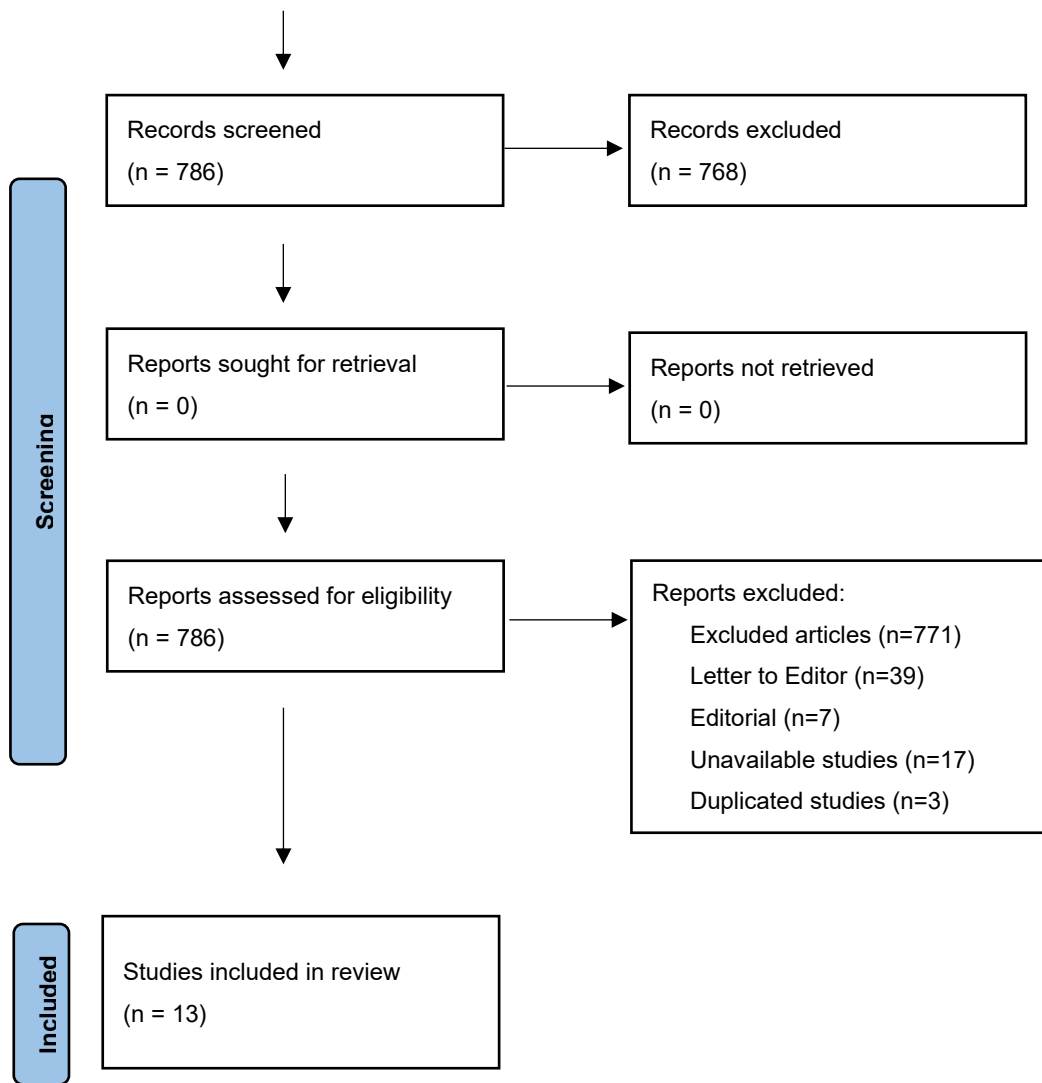 Records screened
(n = 786)
Records excluded
(n = 768)
Screening
Reports sought for retrieval
(n = 0)
Reports not retrieved
(n = 0)
Reports assessed for eligibility
(n = 786)
Reports excluded:
Excluded articles (n=771)
Letter to Editor (n=39)
Editorial (n=7)
Unavailable studies (n=17)
Duplicated studies (n=3)
Included
Studies included in review
(n = 13)